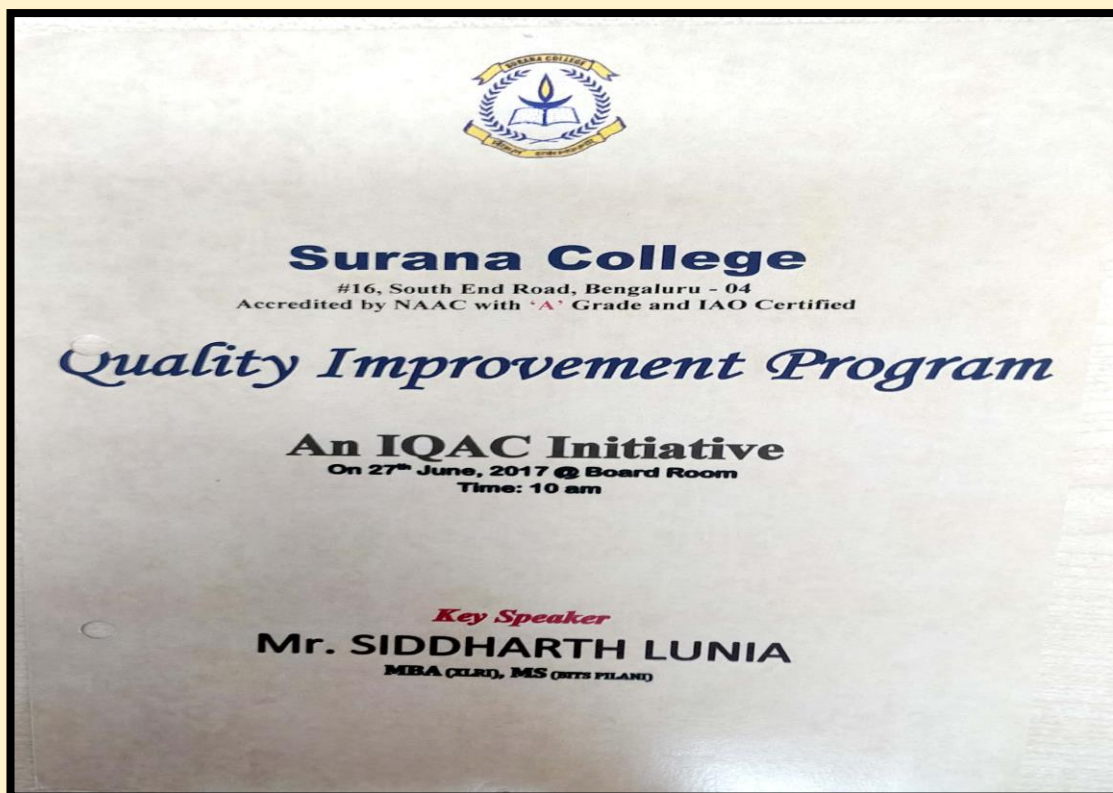 SURANA COLLEGE
Surana College
#16, South End Road, Bengaluru - 04
Accredited by NAAC with ‘A’ Grade and IAO Certified
Quality Improvement Program
An IQAC Initiative
On 27th June, 2017 @ Board Room
Time: 10 am
Key Speaker
Mr. SIDDHARTH LUNIA
MBA (XLRI), MS (BITS PILANI)